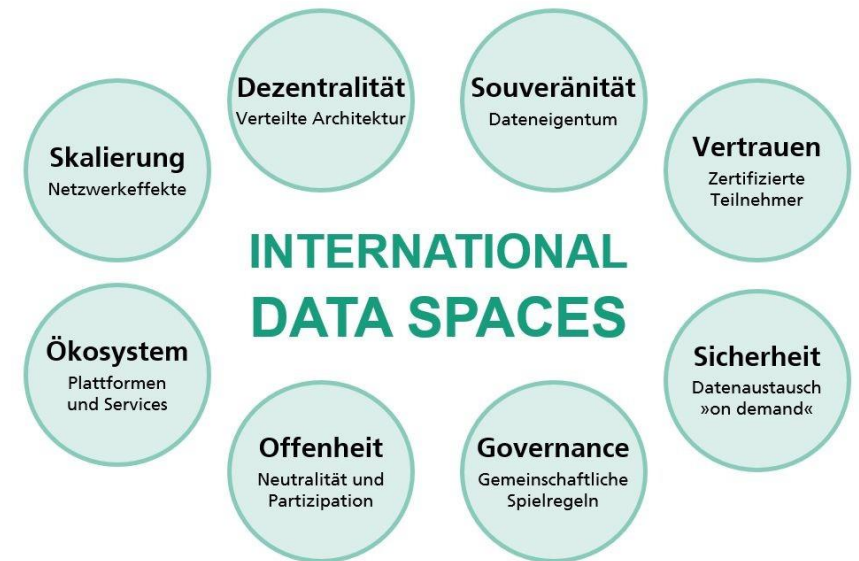 Dezentralität
Verteilte Architektur
Souveränität
Dateneigentum
Skalierung
Netzwerkeffekte
Vertrauen
Zertifizierte
Teilnehmer
INTERNATIONAL
DATA SPACES
Ökosystem
Plattformen
und Services
Sicherheit
Datenaustausch
»on demand«
Offenheit
Neutralität und
Partizipation
Governance
Gemeinschaftliche
Spielregeln